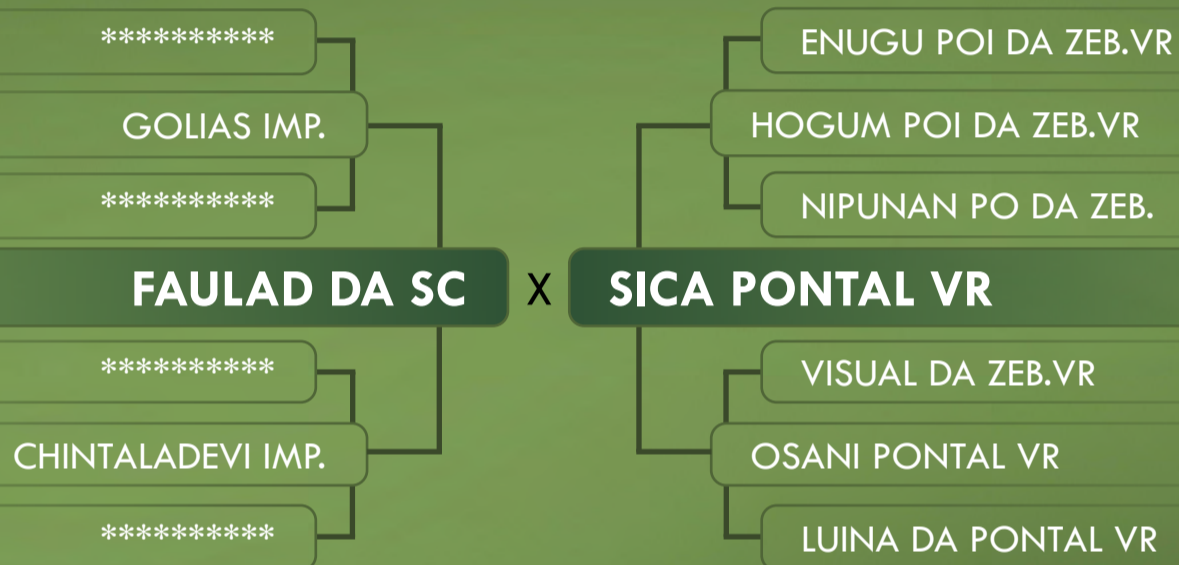 **********
GOLIAS IMP.
**********
FAULAD DA SC
**********
CHINTALADEVI IMP.
**********
X
ENUGU POI DA ZEB.VR
HOGUM POI DA ZEB.VR
NIPUNAN PO DA ZEB.
SICA PONTAL VR
VISUAL DA ZEB.VR
OSANI PONTAL VR
LUINA DA PONTAL VR